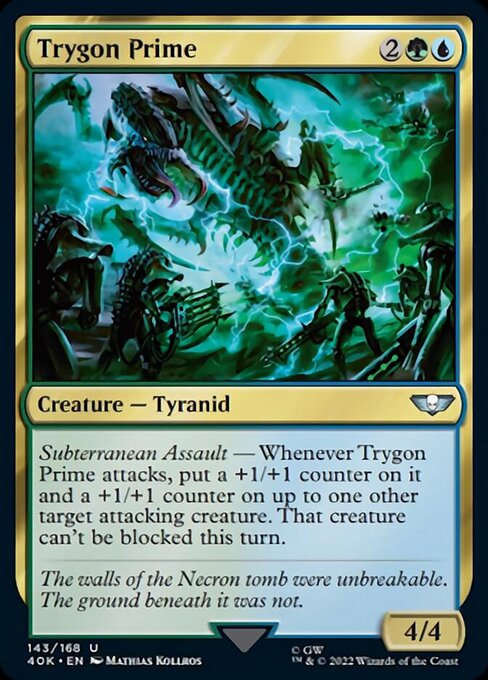 Trygon Prime
2
Creature — Tyranid
Subterranean Assault — Whenever Trygon
Prime attacks, put a +1/+1 counter on it
and a +1/+1 counter on up to one other
target attacking creature. That creature
can't be blocked this turn.
The walls of the Necron tomb were unbreakable.
The ground beneath it was not.
4/4
143/168 U
40K • EN Mathias Kollros
© GW
™ & © 2022 Wizards of the Coast